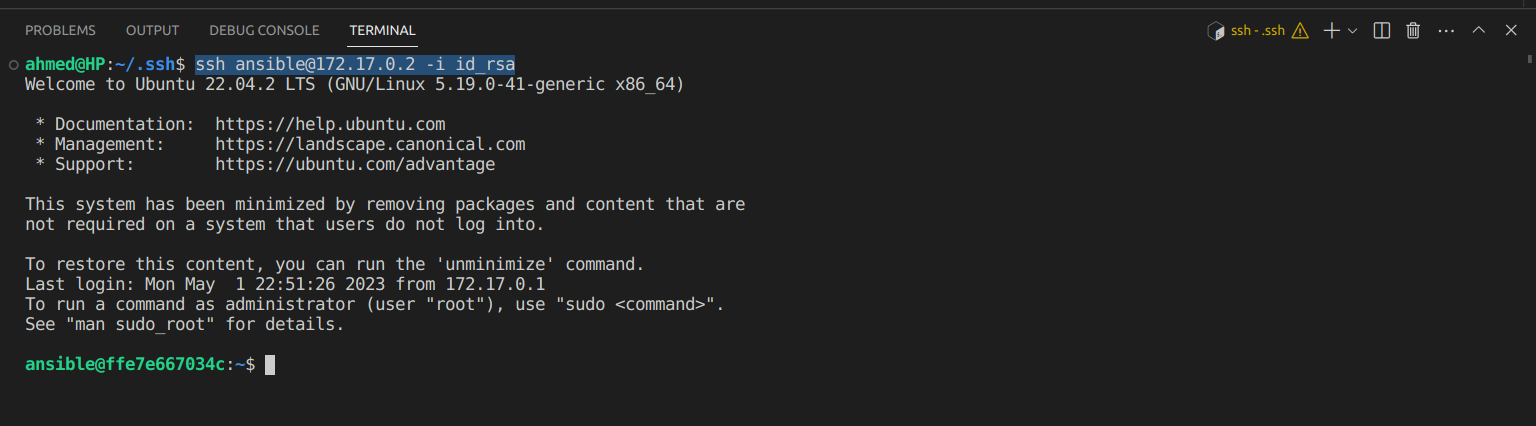 PROBLEMS OUTPUT DEBUG CONSOLE TERMINAL ssh - .ssh
ahmed@HP:~/.ssh$ ssh ansible@172.17.0.2 -i id_rsa
Welcome to Ubuntu 22.04.2 LTS (GNU/Linux 5.19.0-41-generic x86_64)
* Documentation:  https://help.ubuntu.com
* Management:     https://landscape.canonical.com
* Support:        https://ubuntu.com/advantage
This system has been minimized by removing packages and content that are
not required on a system that users do not log into.
To restore this content, you can run the 'unminimize' command.
Last login: Mon May  1 22:51:26 2023 from 172.17.0.1
To run a command as administrator (user "root"), use "sudo <command>".
See "man sudo_root" for details.
ansible@ffe7e667034c:~$